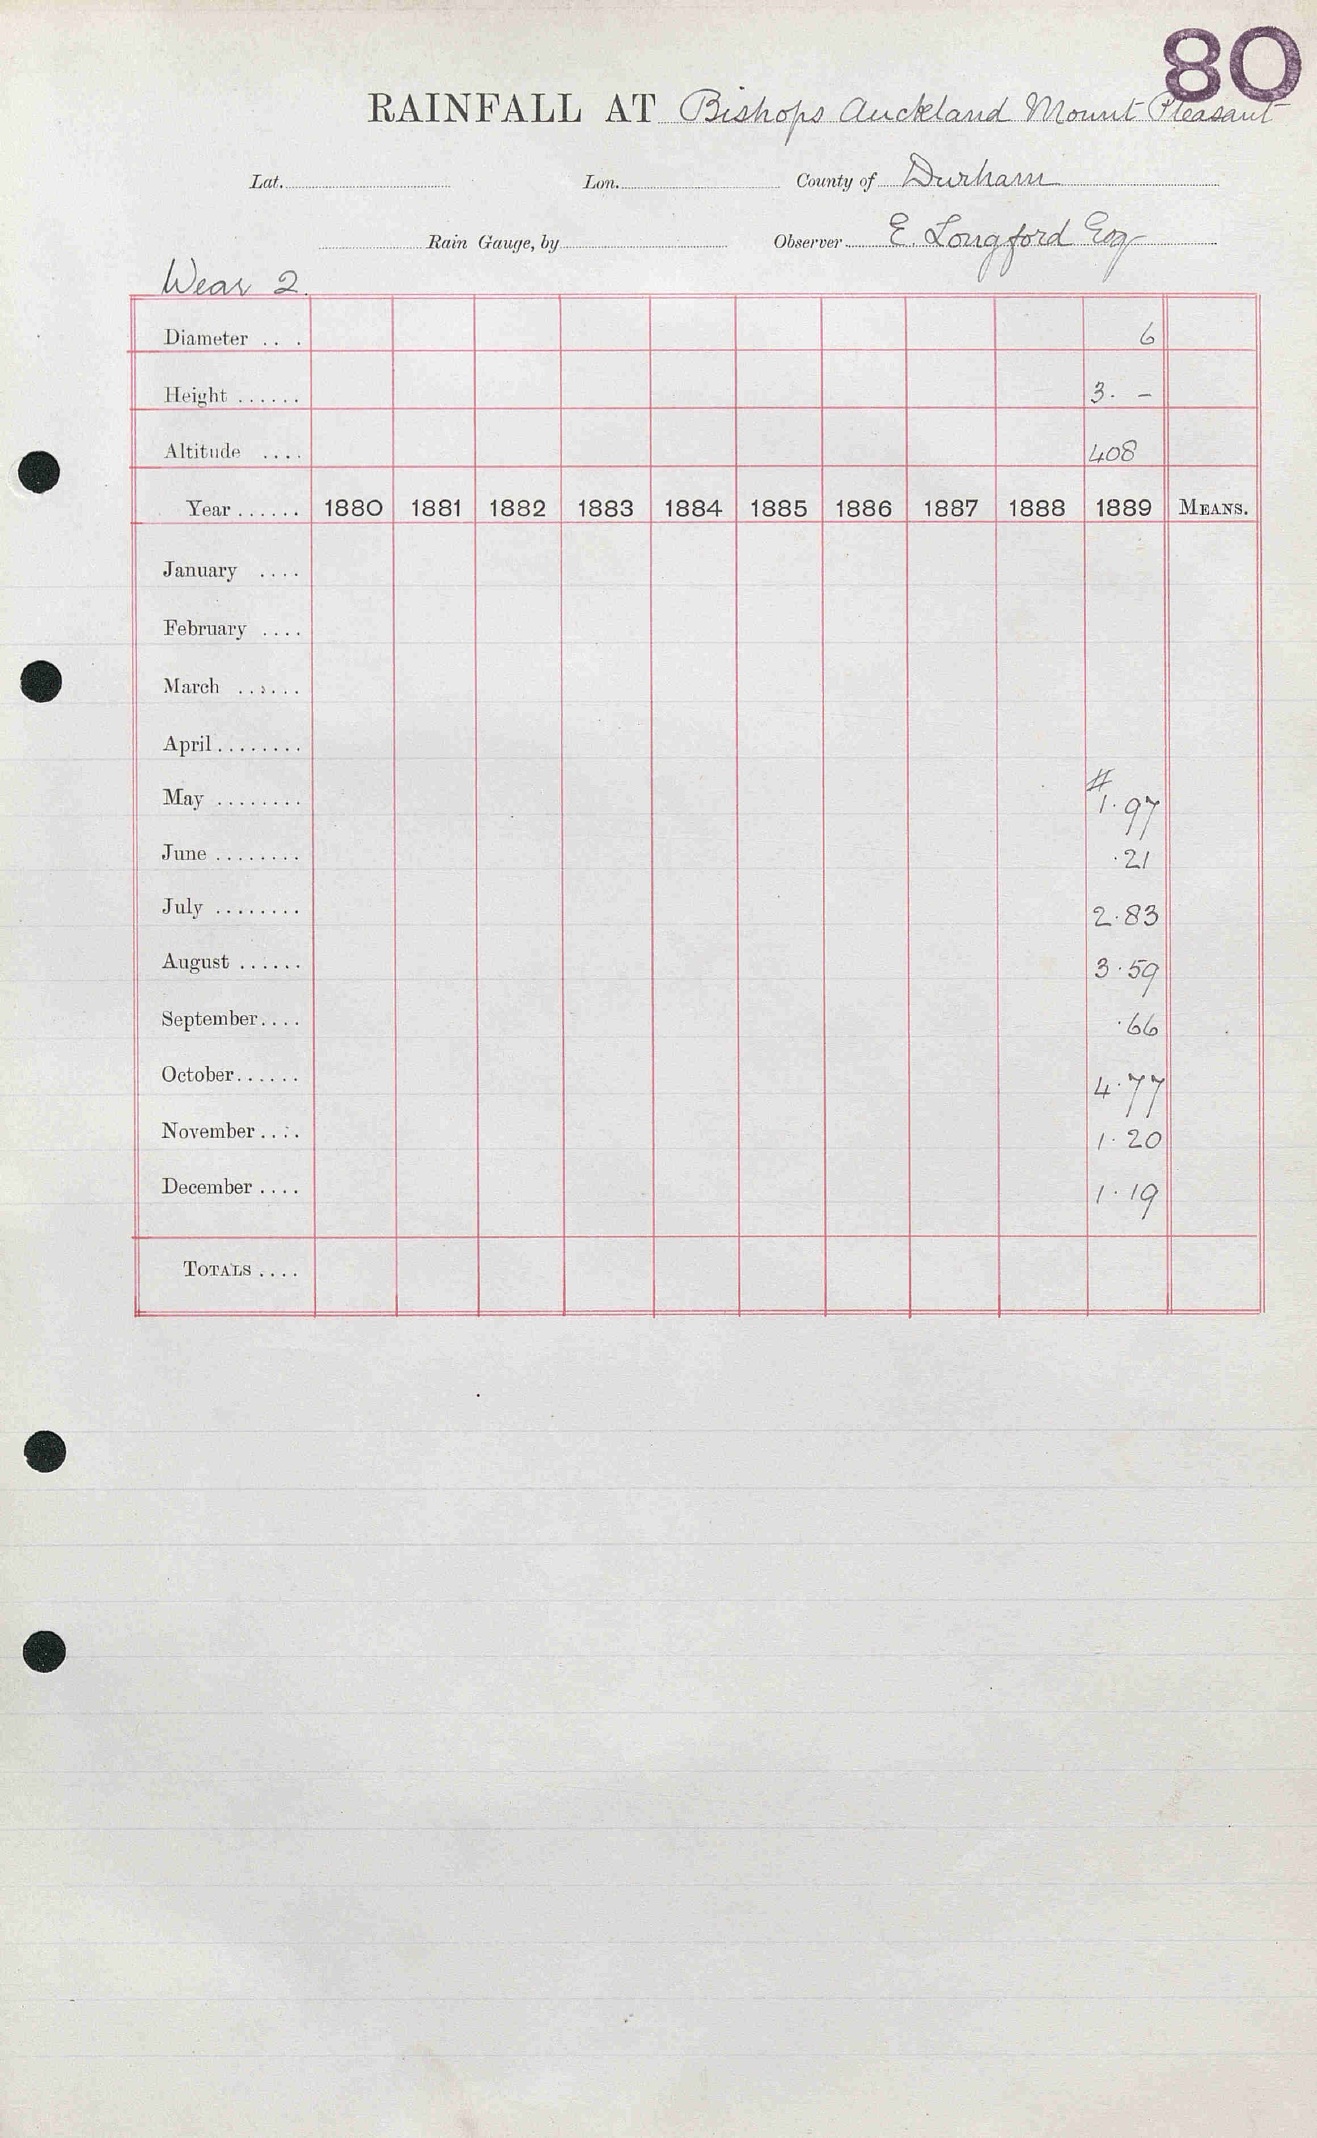 80
RAINFALL AT Bishops Auckland Mount Pleasant
Lat. Lon. County of Durham
Rain Gauge, by Observer E. Longford Esq
Wear 2.
Diameter ... 6
Height ...... 3. –
Altitude .... 408
Year ...... 1880 1881 1882 1883 1884 1885 1886 1887 1888 1889 MEANS.
January ....
February ....
March ......
April ........
#
May ........ 1.97
June ........ .21
July ........ 2.83
August ...... 3.59
September.... .66
October...... 4.77
November.... 1.20
December .... 1.19
TOTALS ....